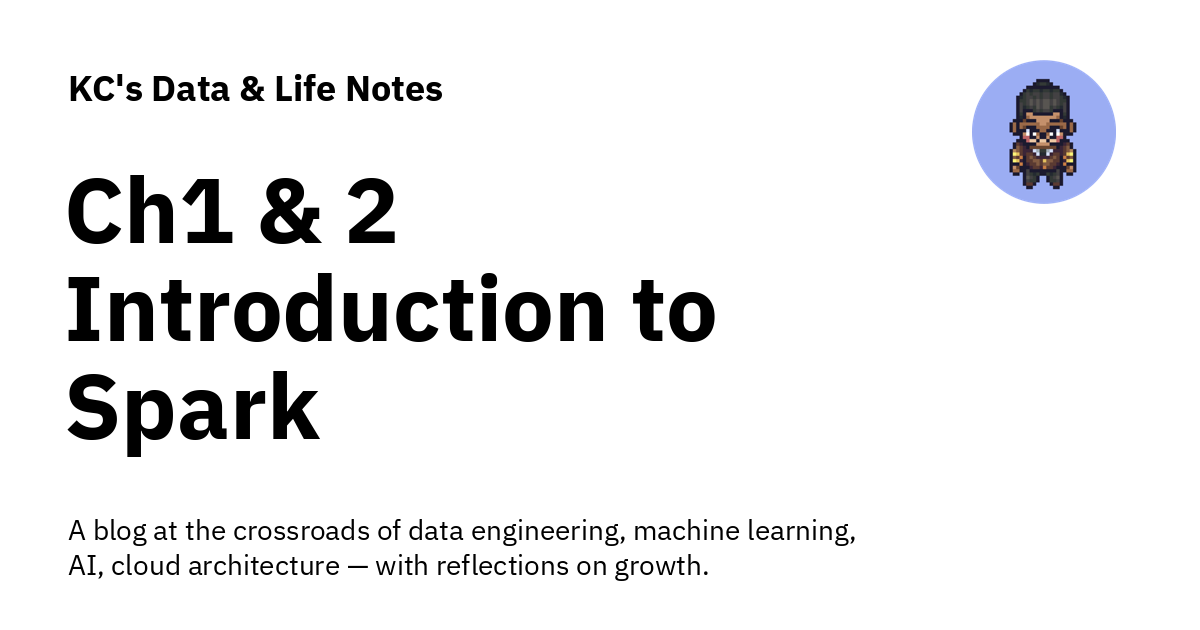 KC's Data & Life Notes
Ch1 & 2
Introduction to
Spark
A blog at the crossroads of data engineering, machine learning,
AI, cloud architecture — with reflections on growth.